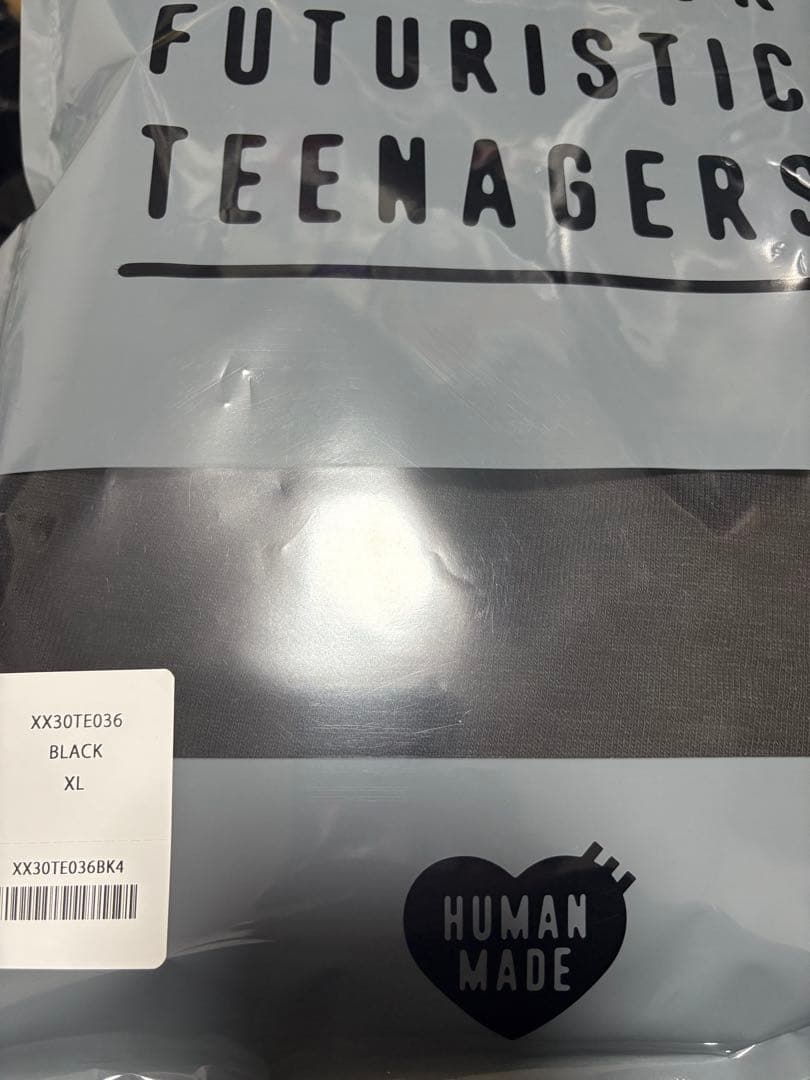 FUTURISTIC
TEENAGERS
XX30TE036
BLACK
XL
XX30TE036BK4
HUMAN
MADE